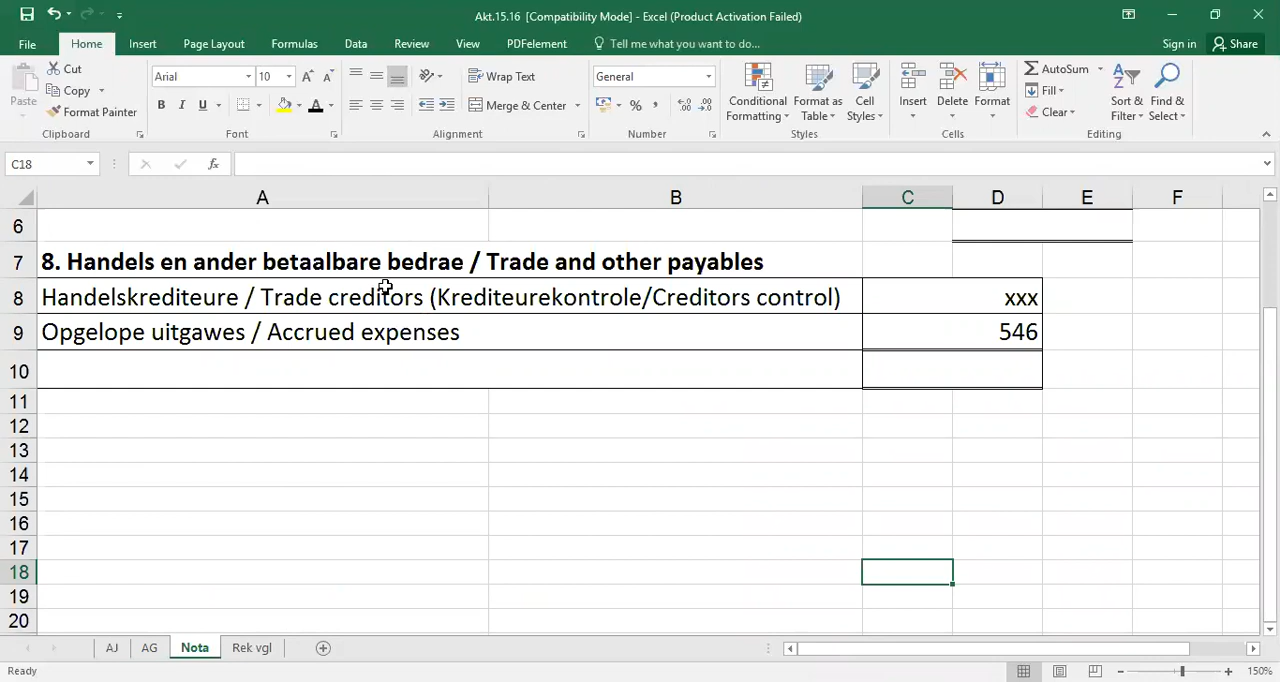 Akt.15.16 [Compatibility Mode] - Excel (Product Activation Failed)
File Home Insert Page Layout Formulas Data Review View PDFelement Tell me what you want to do... Sign in Share
Paste Cut Copy Format Painter Clipboard
Arial 10 A A B I U A Font
Wrap Text Merge & Center Alignment
General % , Number
Conditional Formatting Format as Table Cell Styles Styles
Insert Delete Format Cells
AutoSum Fill Clear Sort & Filter Find & Select Editing
C18 fx
A B C D E F
6
7 8. Handels en ander betaalbare bedrae / Trade and other payables
8 Handelskrediteure / Trade creditors (Krediteurekontrole/Creditors control) xxx
9 Opgelope uitgawes / Accrued expenses 546
10
11
12
13
14
15
16
17
18
19
20
AJ AG Nota Rek vgl
Ready 150%